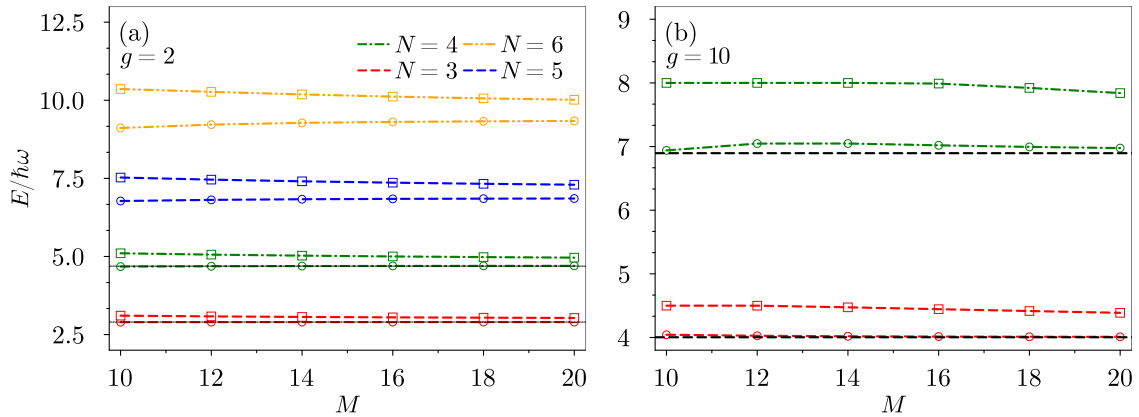 (a)
g = 2
N = 4 N = 6
N = 3 N = 5
12.5
10.0
7.5
5.0
2.5
E/ħω
10 12 14 16 18 20
M
(b)
g = 10
9
8
7
6
5
4
10 12 14 16 18 20
M